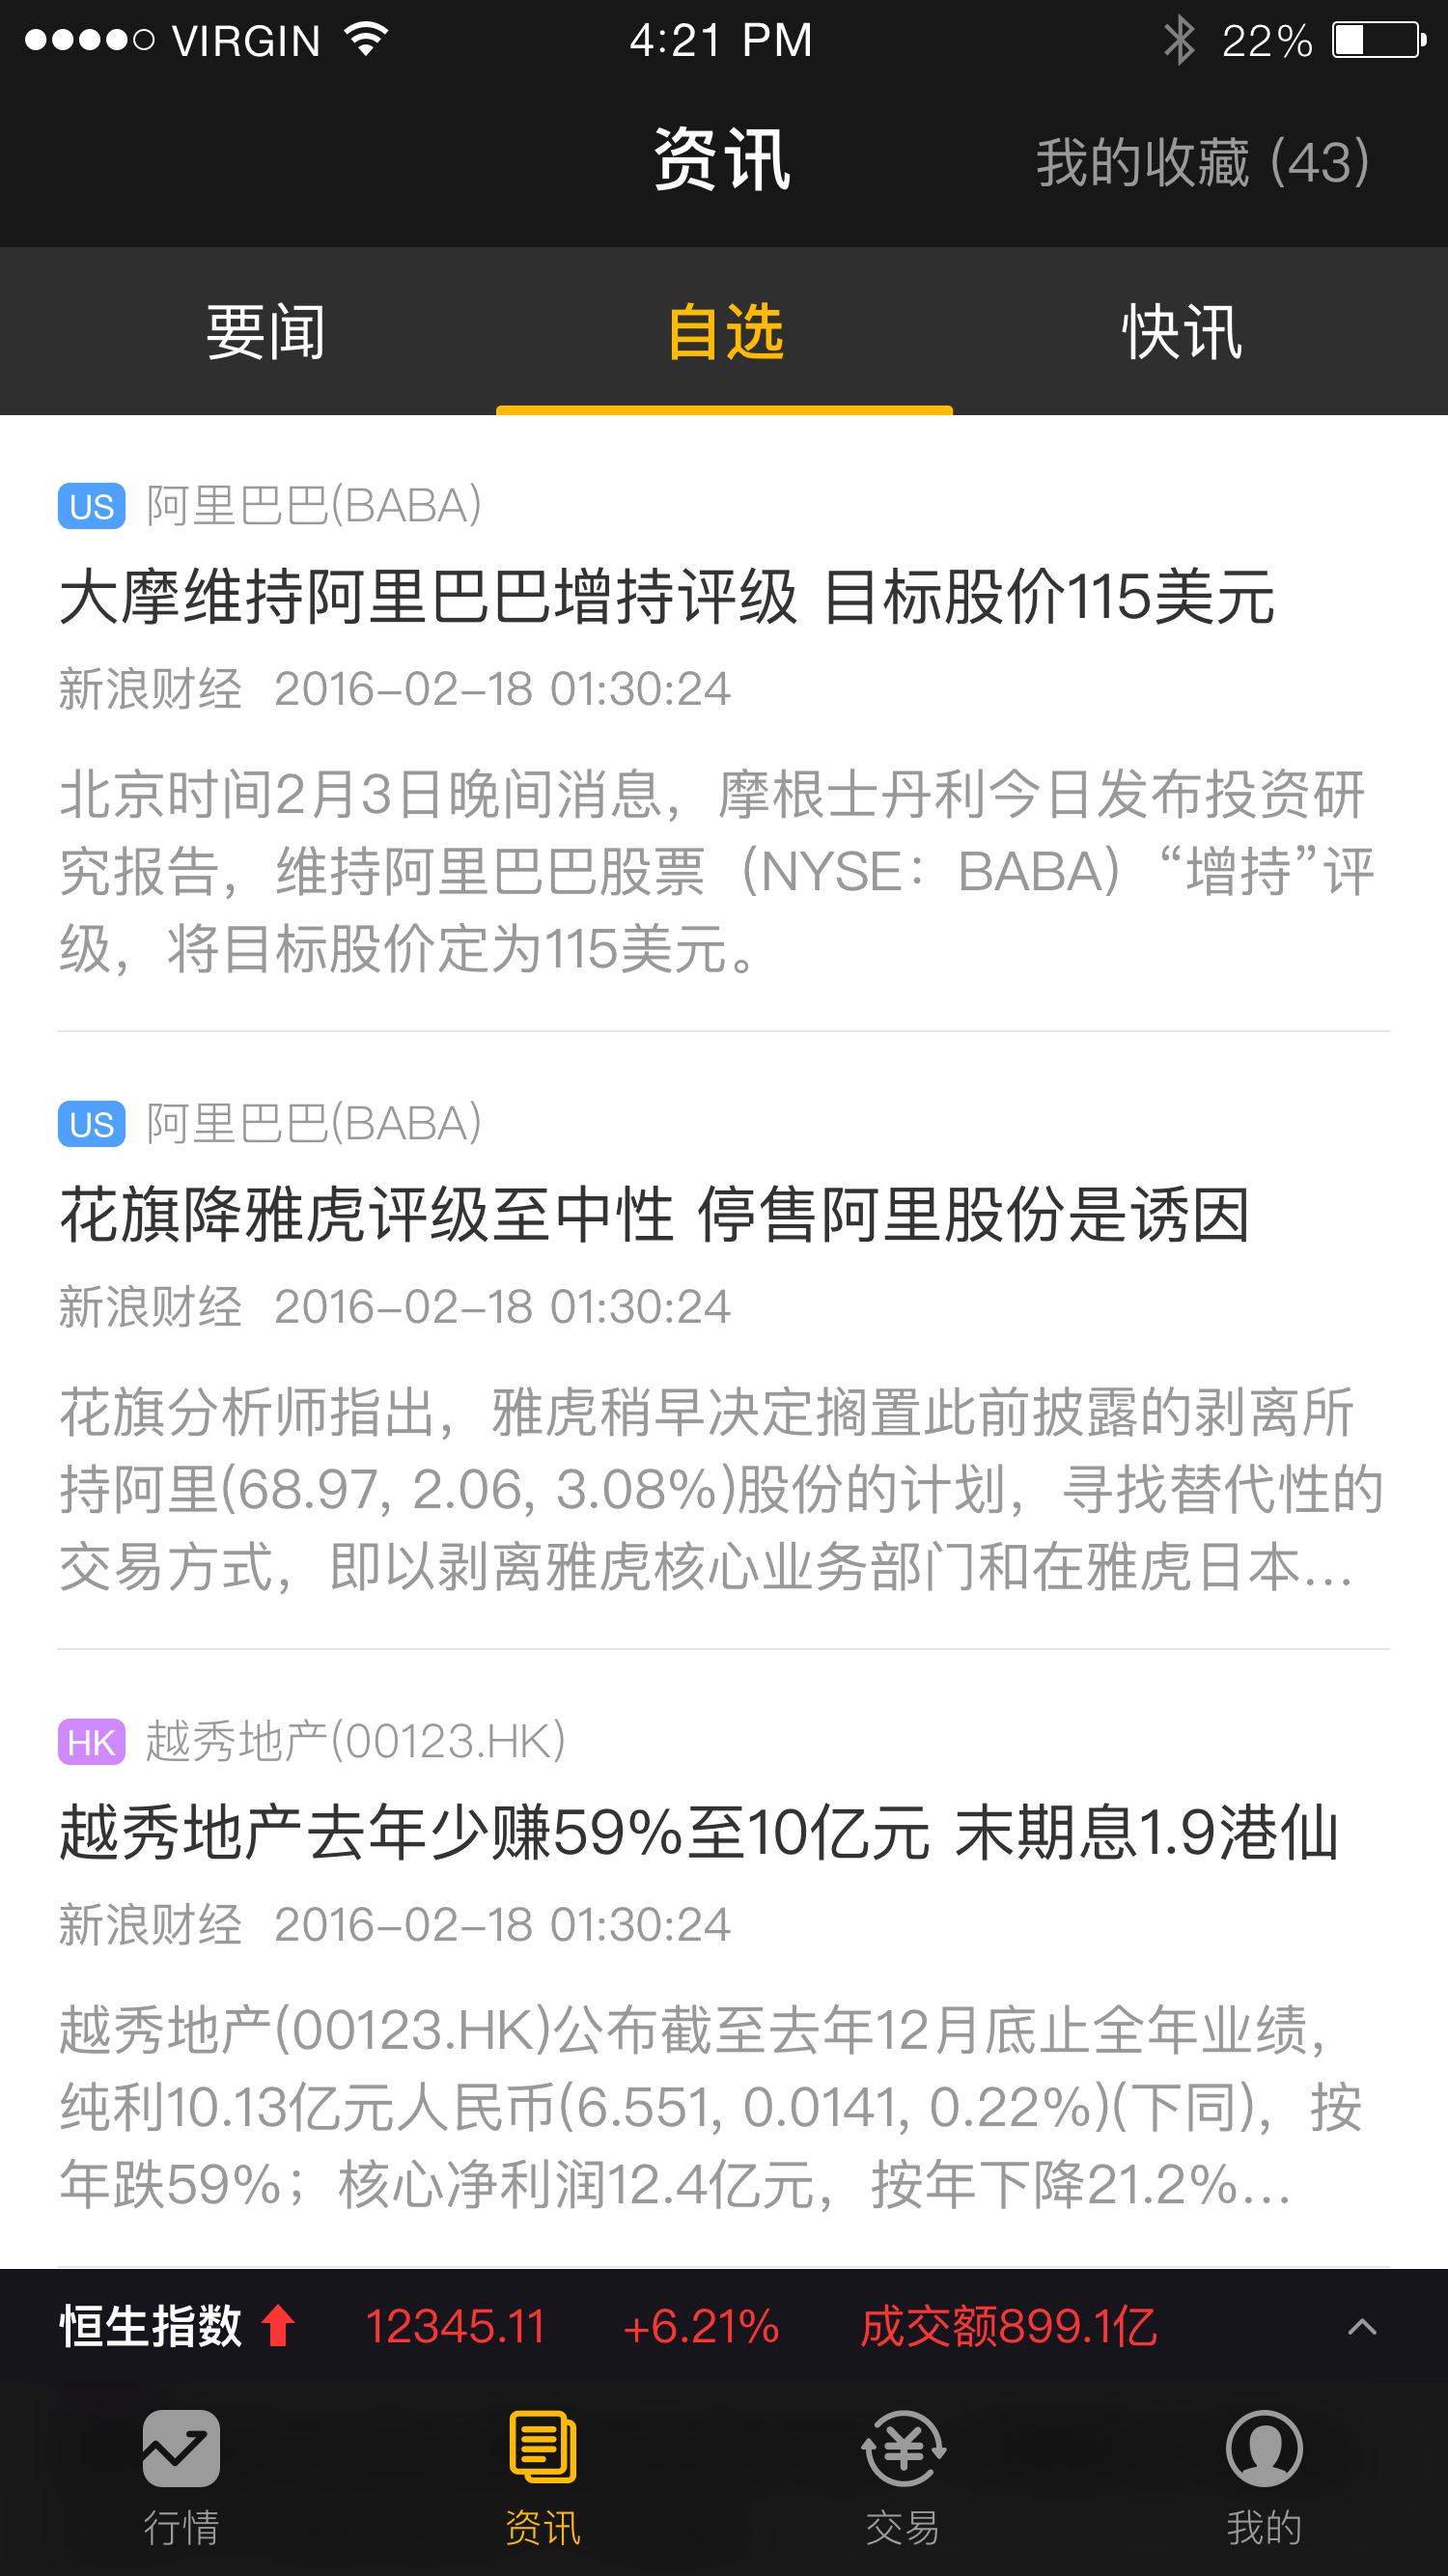 VIRGIN 4:21 PM 22%
资讯 我的收藏 (43)
要闻 自选 快讯
US 阿里巴巴(BABA)
大摩维持阿里巴巴增持评级 目标股价115美元
新浪财经 2016-02-18 01:30:24
北京时间2月3日晚间消息，摩根士丹利今日发布投资研
究报告，维持阿里巴巴股票（NYSE：BABA）“增持”评
级，将目标股价定为115美元。
US 阿里巴巴(BABA)
花旗降雅虎评级至中性 停售阿里股份是诱因
新浪财经 2016-02-18 01:30:24
花旗分析师指出，雅虎稍早决定搁置此前披露的剥离所
持阿里(68.97, 2.06, 3.08%)股份的计划，寻找替代性的
交易方式，即以剥离雅虎核心业务部门和在雅虎日本...
HK 越秀地产(00123.HK)
越秀地产去年少赚59%至10亿元 末期息1.9港仙
新浪财经 2016-02-18 01:30:24
越秀地产(00123.HK)公布截至去年12月底止全年业绩，
纯利10.13亿元人民币(6.551, 0.0141, 0.22%)(下同)，按
年跌59%；核心净利润12.4亿元，按年下降21.2%...
恒生指数 12345.11 +6.21% 成交额899.1亿
行情 资讯 交易 我的